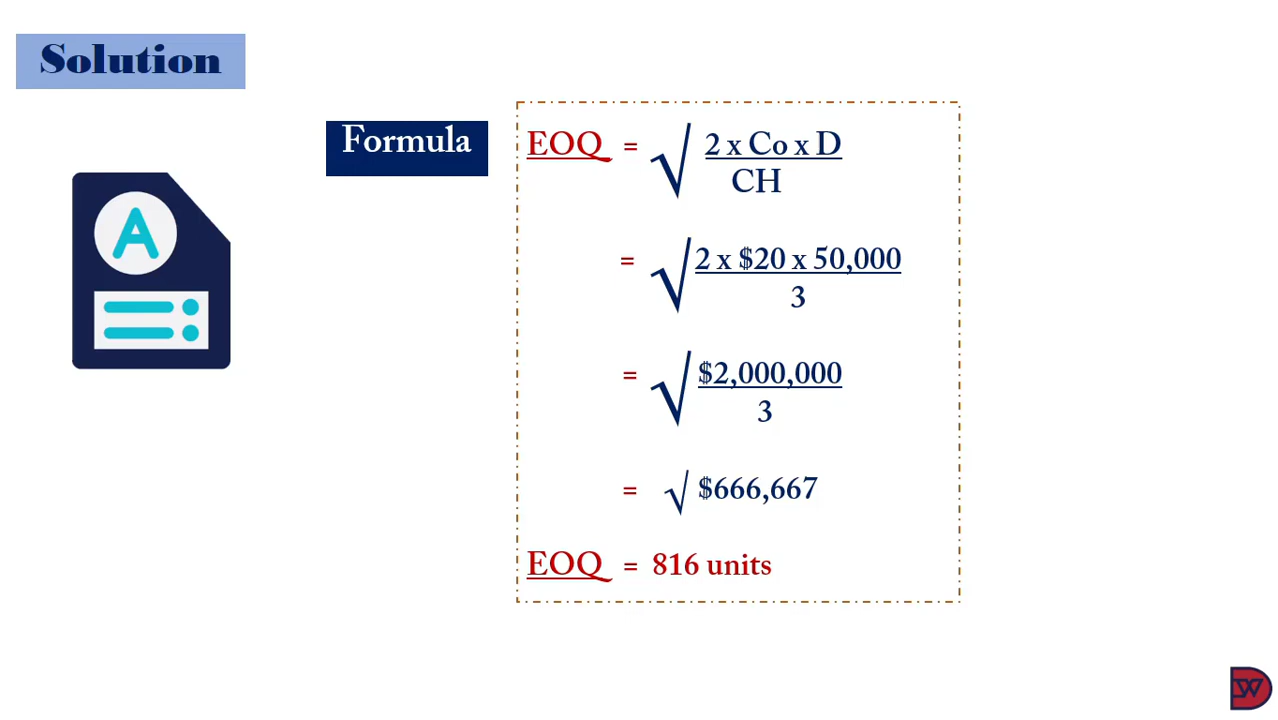 Solution
Formula
EOQ = √ 2 x Co x D
CH
= √ 2 x $20 x 50,000
3
= √ $2,000,000
3
= √ $666,667
EOQ = 816 units
A
DW